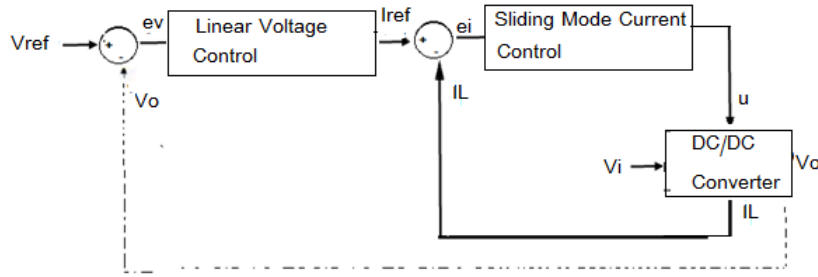 Vref
+
-
ev
Linear Voltage
Control
Iref
+
-
ei
Sliding Mode Current
Control
Vo
IL
u
Vi
DC/DC
Converter
Vo
IL